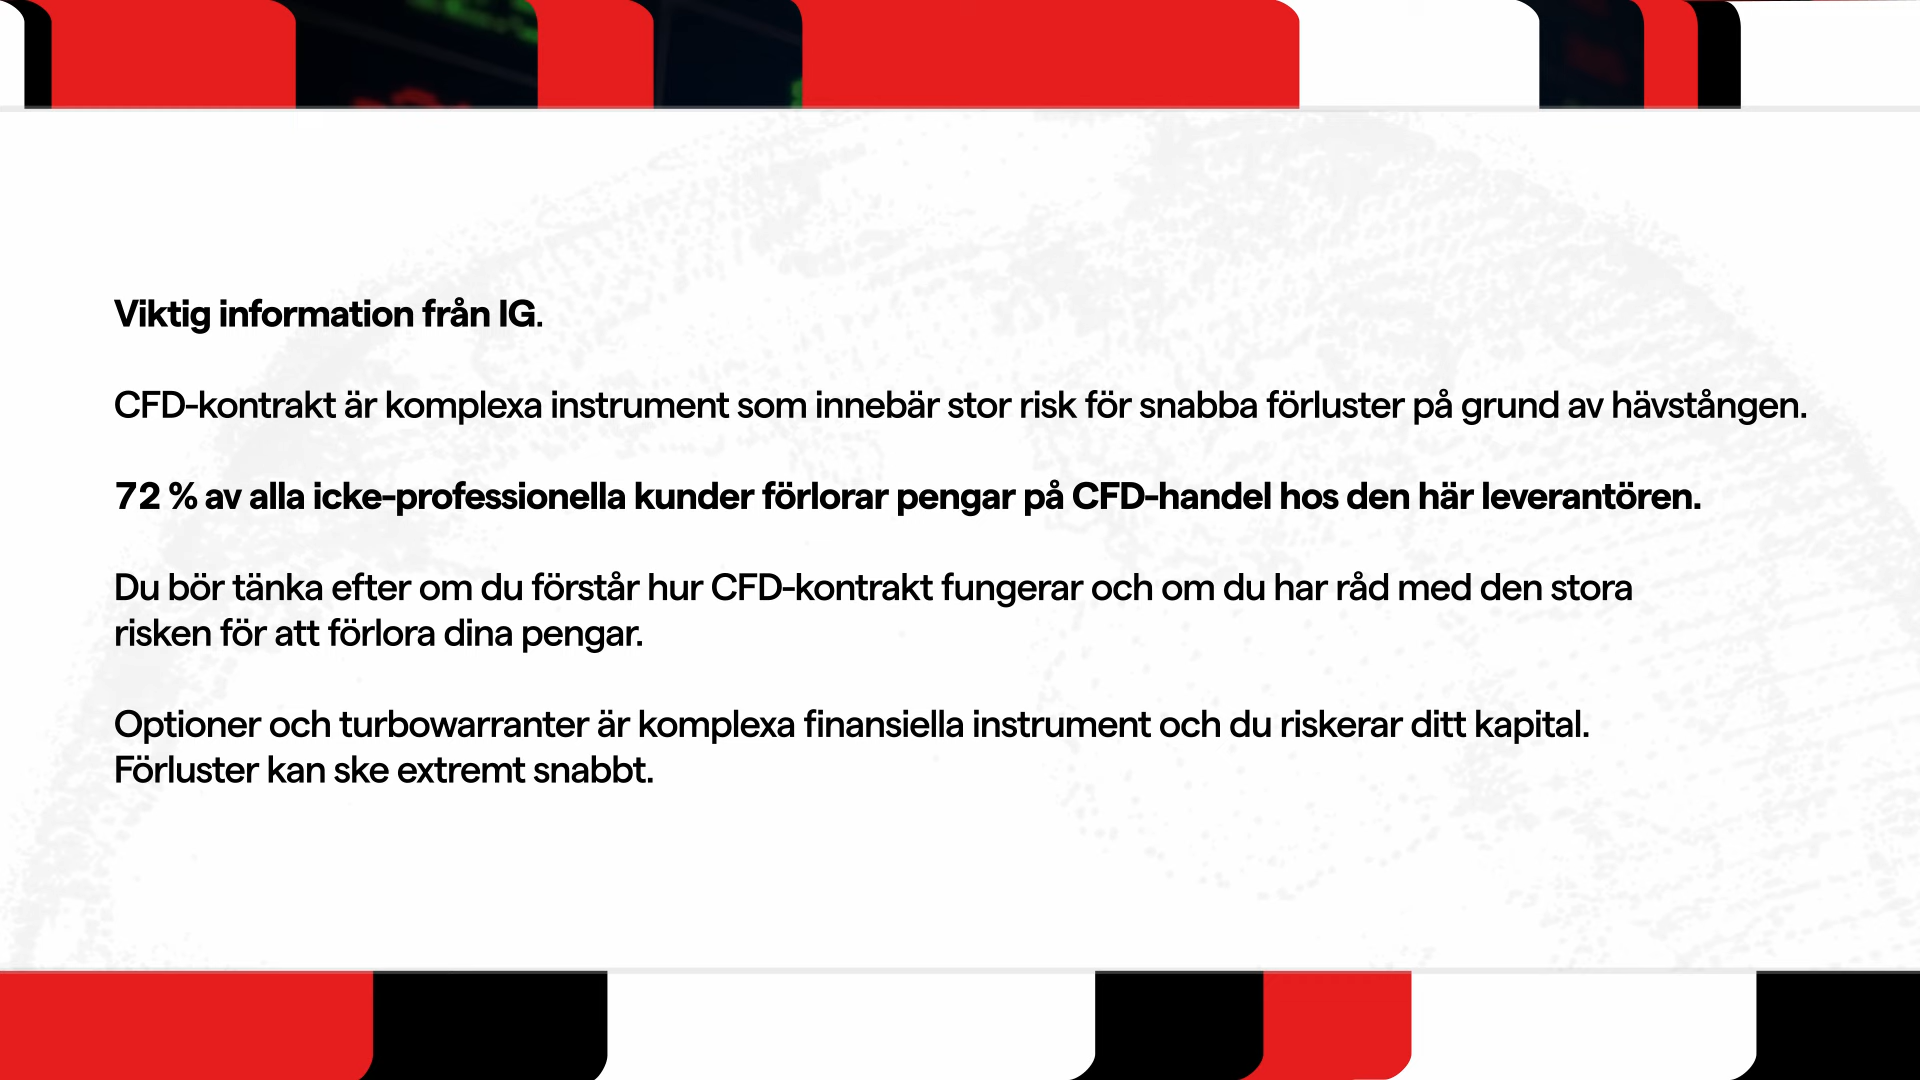 Viktig information från IG.
CFD-kontrakt är komplexa instrument som innebär stor risk för snabba förluster på grund av hävstången.
72 % av alla icke-professionella kunder förlorar pengar på CFD-handel hos den här leverantören.
Du bör tänka efter om du förstår hur CFD-kontrakt fungerar och om du har råd med den stora
risken för att förlora dina pengar.
Optioner och turbowarranter är komplexa finansiella instrument och du riskerar ditt kapital.
Förluster kan ske extremt snabbt.